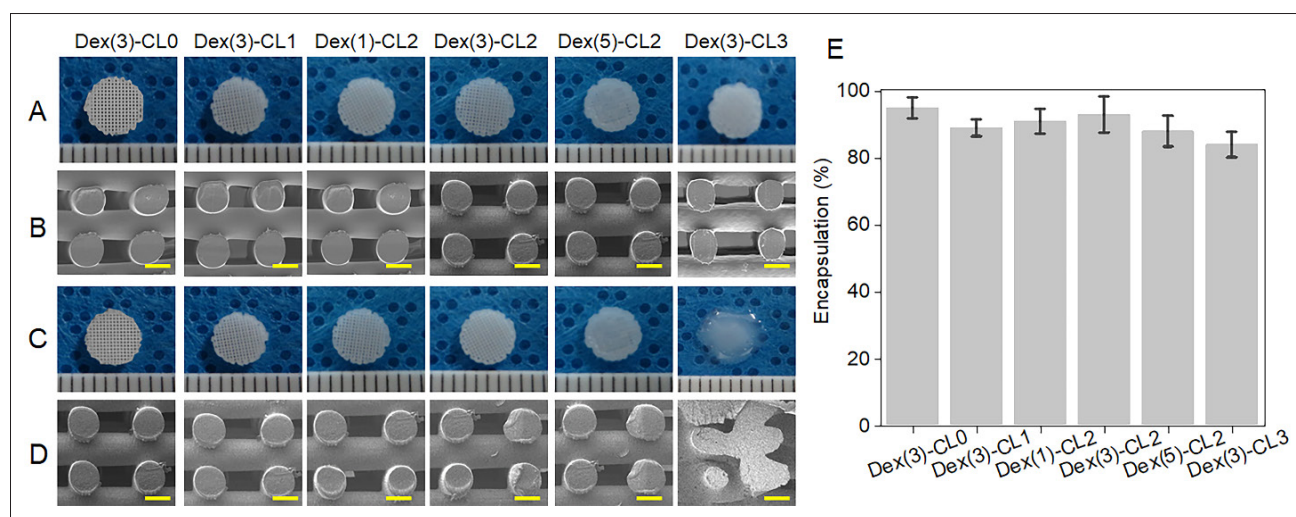 Dex(3)-CL0 Dex(3)-CL1 Dex(1)-CL2 Dex(3)-CL2 Dex(5)-CL2 Dex(3)-CL3
A
B
C
D
E
Encapsulation (%)
100
80
60
40
20
0
Dex(3)-CL0
Dex(3)-CL1
Dex(1)-CL2
Dex(3)-CL2
Dex(5)-CL2
Dex(3)-CL3